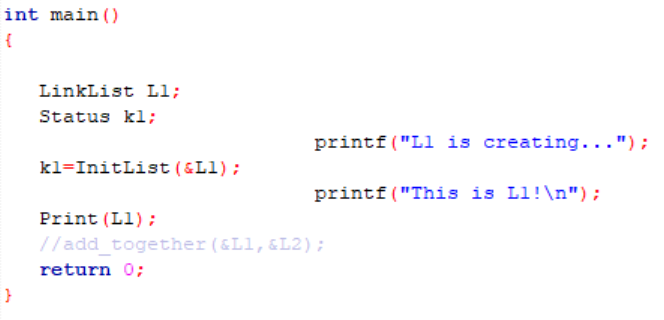 int main()
{
LinkList L1;
Status k1;
printf("L1 is creating...");
k1=InitList(&L1);
printf("This is L1!\n");
Print(L1);
//add_together(&L1,&L2);
return 0;
}